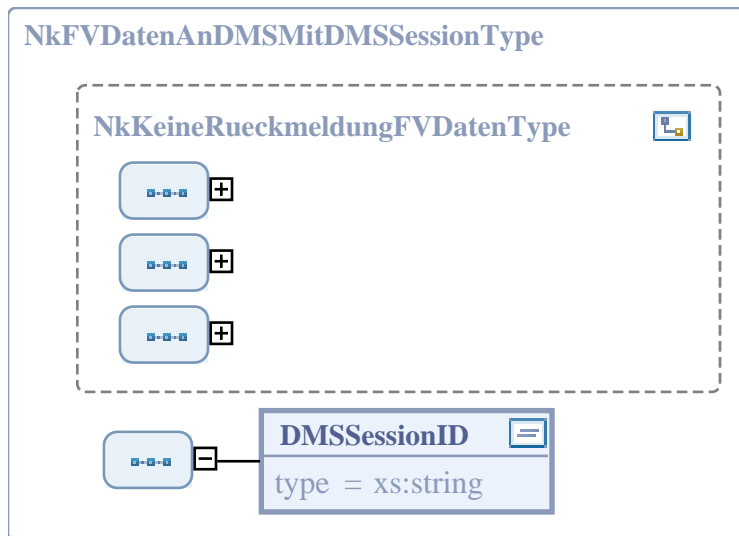 NkFVDatenAnDMSMitDMSSessionType
NkKeineRueckmeldungFVDatenType
DMSSessionID
type = xs:string